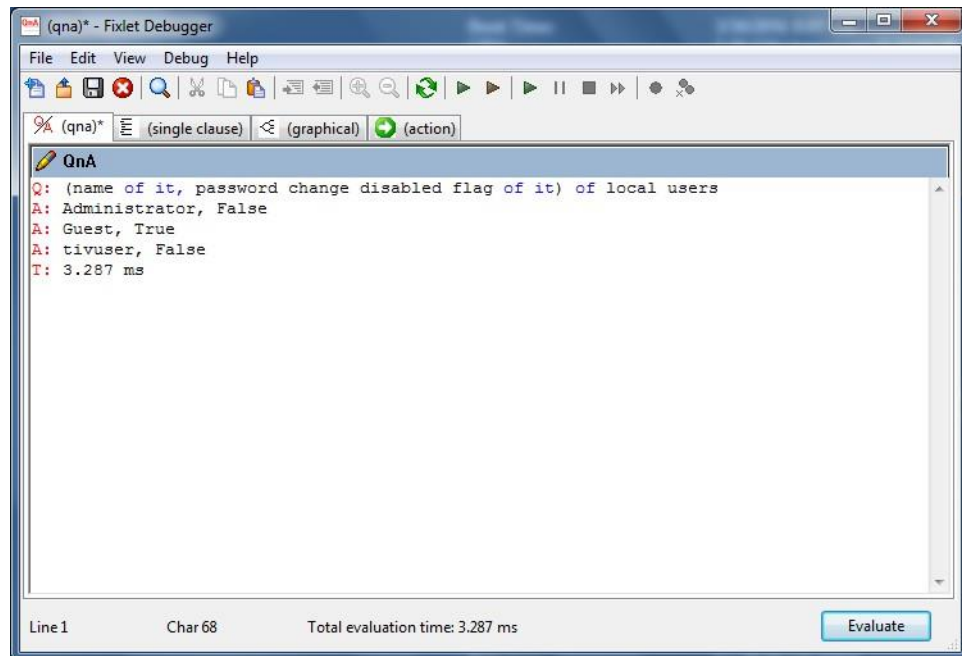 (qna)* - Fixlet Debugger
File Edit View Debug Help
(qna)* (single clause) (graphical) (action)
QnA
Q: (name of it, password change disabled flag of it) of local users
A: Administrator, False
A: Guest, True
A: tivuser, False
T: 3.287 ms
Line 1 Char 68 Total evaluation time: 3.287 ms Evaluate